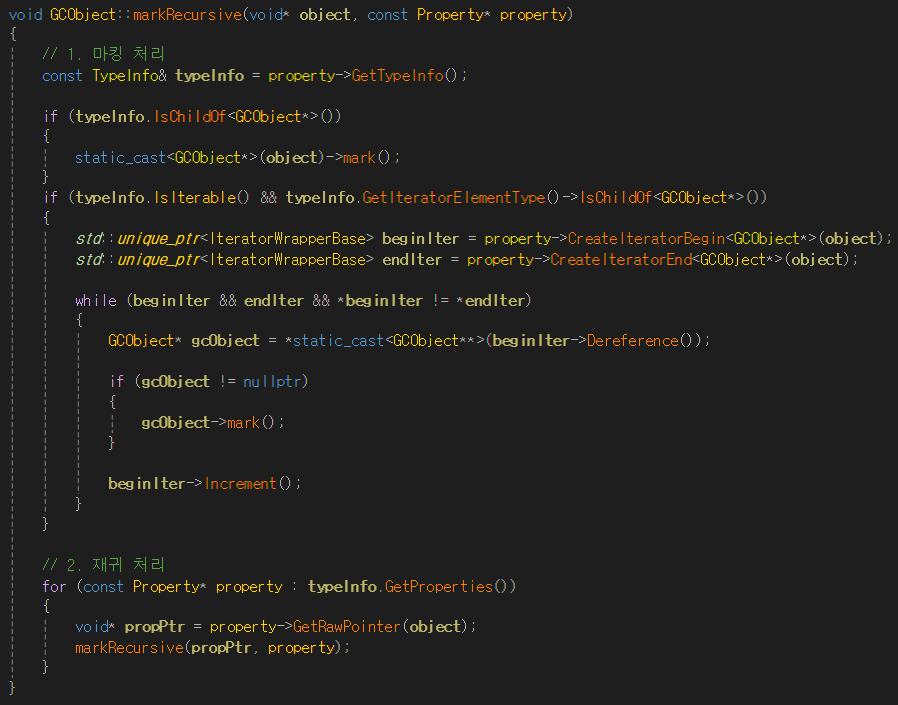 void GCObject::markRecursive(void* object, const Property* property)
{
    // 1. 마킹 처리
    const TypeInfo& typeInfo = property->GetTypeInfo();

    if (typeInfo.IsChildOf<GCObject*>())
    {
        static_cast<GCObject*>(object)->mark();
    }
    if (typeInfo.IsIterable() && typeInfo.GetIteratorElementType()->IsChildOf<GCObject*>())
    {
        std::unique_ptr<IteratorWrapperBase> beginIter = property->CreateIteratorBegin<GCObject*>(object);
        std::unique_ptr<IteratorWrapperBase> endIter = property->CreateIteratorEnd<GCObject*>(object);

        while (beginIter && endIter && *beginIter != *endIter)
        {
            GCObject* gcObject = *static_cast<GCObject**>(beginIter->Dereference());

            if (gcObject != nullptr)
            {
                gcObject->mark();
            }

            beginIter->Increment();
        }
    }

    // 2. 재귀 처리
    for (const Property* property : typeInfo.GetProperties())
    {
        void* propPtr = property->GetRawPointer(object);
        markRecursive(propPtr, property);
    }
}